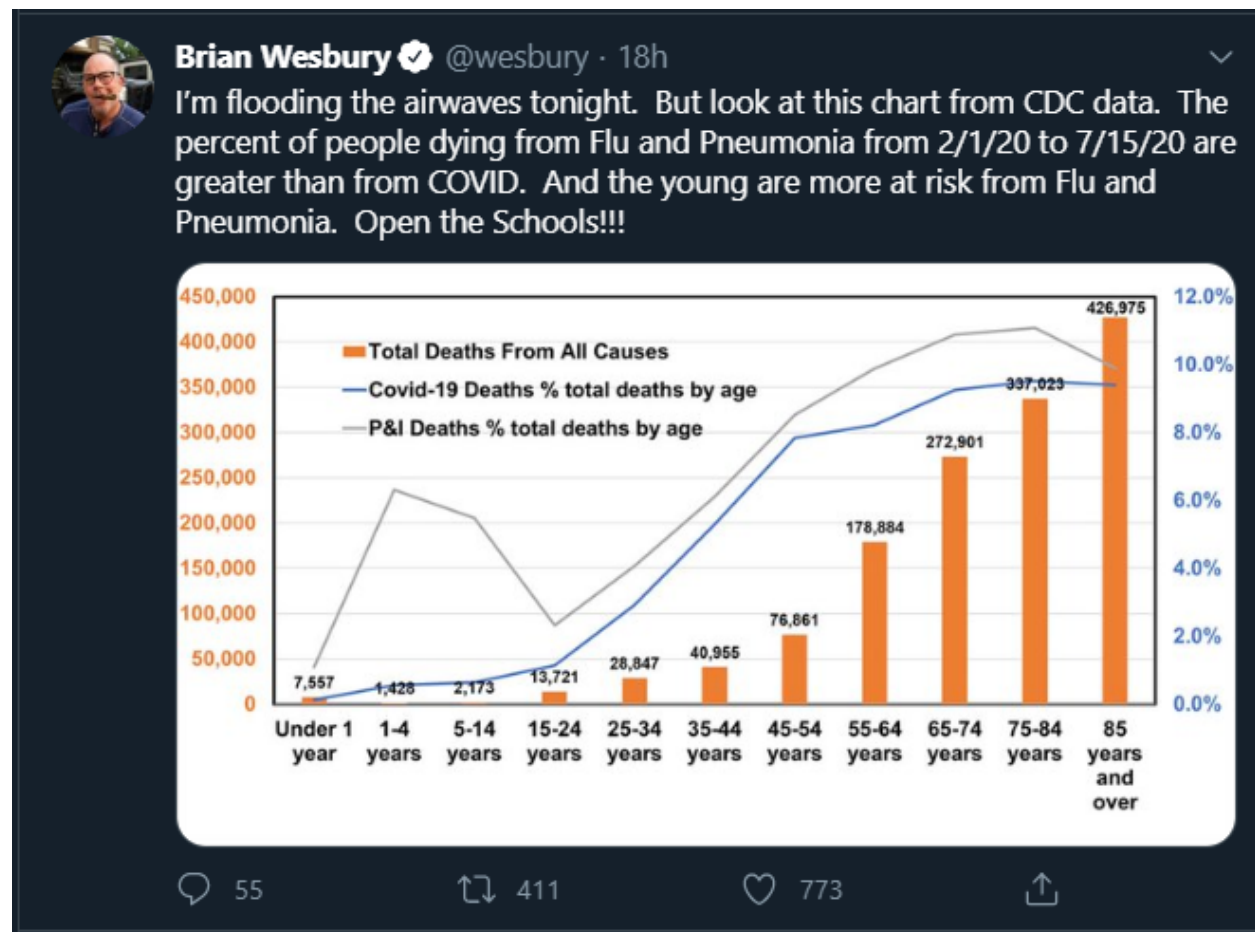 Brian Wesbury @wesbury · 18h
I'm flooding the airwaves tonight.  But look at this chart from CDC data.  The
percent of people dying from Flu and Pneumonia from 2/1/20 to 7/15/20 are
greater than from COVID.  And the young are more at risk from Flu and
Pneumonia.  Open the Schools!!!
450,000
400,000
350,000
300,000
250,000
200,000
150,000
100,000
50,000
0
Total Deaths From All Causes
Covid-19 Deaths % total deaths by age
P&I Deaths % total deaths by age
7,557
1,428
2,173
13,721
28,847
40,955
76,861
178,884
272,901
337,023
426,975
12.0%
10.0%
8.0%
6.0%
4.0%
2.0%
0.0%
Under 1
year
1-4
years
5-14
years
15-24
years
25-34
years
35-44
years
45-54
years
55-64
years
65-74
years
75-84
years
85
years
and
over
55 411 773